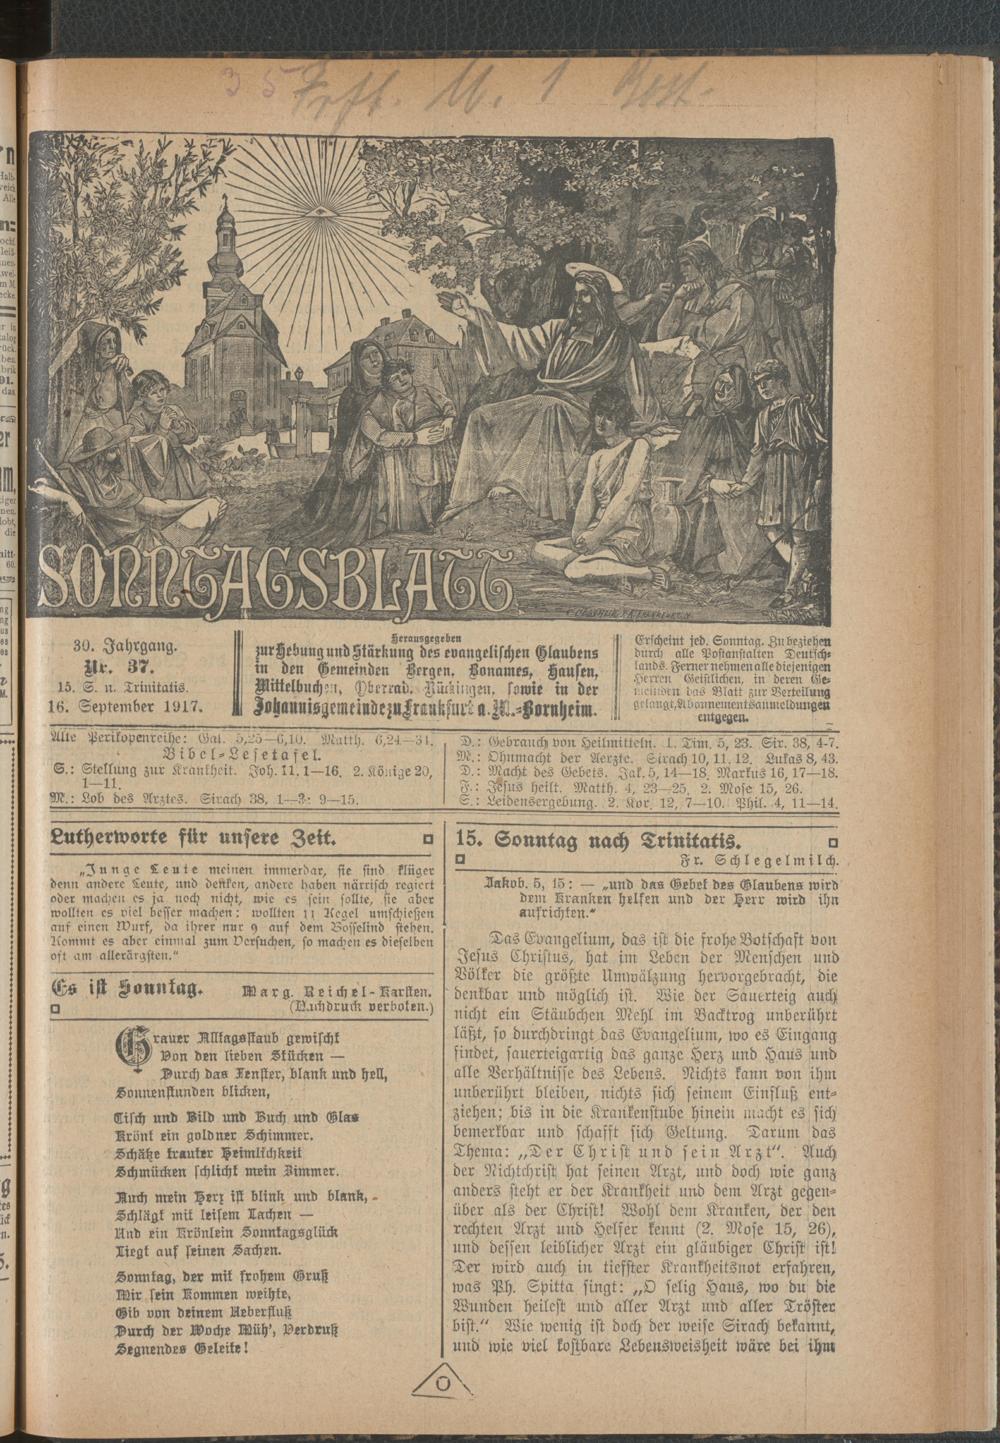 35
SONNTAGSBLATT
30. Jahrgang.
Nr. 37.
15. S. n. Trinitatis.
16. September 1917.
Herausgegeben
zur Hebung und Stärkung des evangelischen Glaubens
in den Gemeinden Bergen, Bonames, Hausen,
Mittelbuchen, Oberrad, Rückingen, sowie in der
Johannisgemeinde zu Frankfurt a. M.-Bornheim.
Erscheint jed. Sonntag. Zu beziehen
durch alle Postanstalten Deutsch-
lands. Ferner nehmen alle diejenigen
Herren Geistlichen, in deren Ge-
meinden das Blatt zur Verteilung
gelangt, Abonnementsanmeldungen
entgegen.
Alte Perikopenreihe: Gal. 5,25—6,10. Matth. 6,24—34.
Bibel-Lesetafel.
S.: Stellung zur Krankheit. Joh. 11, 1—16. 2. Könige 20,
1—11.
M.: Lob des Arztes. Sirach 38, 1—3; 9—15.
D.: Gebrauch von Heilmitteln. 1. Tim. 5, 23. Sir. 38, 4-7.
M.: Ohnmacht der Aerzte. Sirach 10, 11. 12. Lukas 8, 43.
D.: Macht des Gebets. Jak. 5, 14—18. Markus 16, 17—18.
F.: Jesus heilt. Matth. 4, 23—25. 2. Mose 15, 26.
S.: Leidensergebung. 2. Kor. 12, 7—10. Phil. 4, 11—14.
Lutherworte für unsere Zeit.
„Junge Leute meinen immerdar, sie sind klüger
denn andere Leute, und denken, andere haben närrisch regiert
oder machen es ja noch nicht, wie es sein sollte, sie aber
wollten es viel besser machen: wollten 11 Kegel umschießen
auf einen Wurf, da ihrer nur 9 auf dem Bosselind stehen.
Kommt es aber einmal zum Versuchen, so machen es dieselben
oft am allerärgsten.“
Es ist Sonntag.
Marg. Reichel-Karsten.
(Nachdruck verboten.)
Grauer Alltagsstaub gewischt
Von den lieben Stücken —
Durch das Fenster, blank und hell,
Sonnenstunden blicken,
Tisch und Bild und Buch und Glas
Krönt ein goldner Schimmer.
Schätze trauter Heimlichkeit
Schmücken schlicht mein Zimmer.
Auch mein Herz ist blink und blank,
Schlägt mit leisem Lachen —
Und ein Krönlein Sonntagsglück
Liegt auf seinen Sachen.
Sonntag, der mit frohem Gruß
Mir sein Kommen weihte,
Gib von deinem Ueberfluß
Durch der Woche Müh', Verdruß
Segnendes Geleite!
15. Sonntag nach Trinitatis.
Fr. Schlegelmilch.
Jakob. 5, 15: — „und das Gebet des Glaubens wird
dem Kranken helfen und der Herr wird ihn
aufrichten.“
Das Evangelium, das ist die frohe Botschaft von
Jesus Christus, hat im Leben der Menschen und
Völker die größte Umwälzung hervorgebracht, die
denkbar und möglich ist. Wie der Sauerteig auch
nicht ein Stäubchen Mehl im Backtrog unberührt
läßt, so durchdringt das Evangelium, wo es Eingang
findet, sauerteigartig das ganze Herz und Haus und
alle Verhältnisse des Lebens. Nichts kann von ihm
unberührt bleiben, nichts sich seinem Einfluß ent-
ziehen; bis in die Krankenstube hinein macht es sich
bemerkbar und schafft sich Geltung. Darum das
Thema: „Der Christ und sein Arzt“. Auch
der Nichtchrist hat seinen Arzt, und doch wie ganz
anders steht er der Krankheit und dem Arzt gegen-
über als der Christ! Wohl dem Kranken, der den
rechten Arzt und Helfer kennt (2. Mose 15, 26),
und dessen leiblicher Arzt ein gläubiger Christ ist!
Der wird auch in tiefster Krankheitsnot erfahren,
was Ph. Spitta singt: „O selig Haus, wo du die
Wunden heilest und aller Arzt und aller Tröster
bist.“ Wie wenig ist doch der weise Sirach bekannt,
und wie viel kostbare Lebensweisheit wäre bei ihm
O